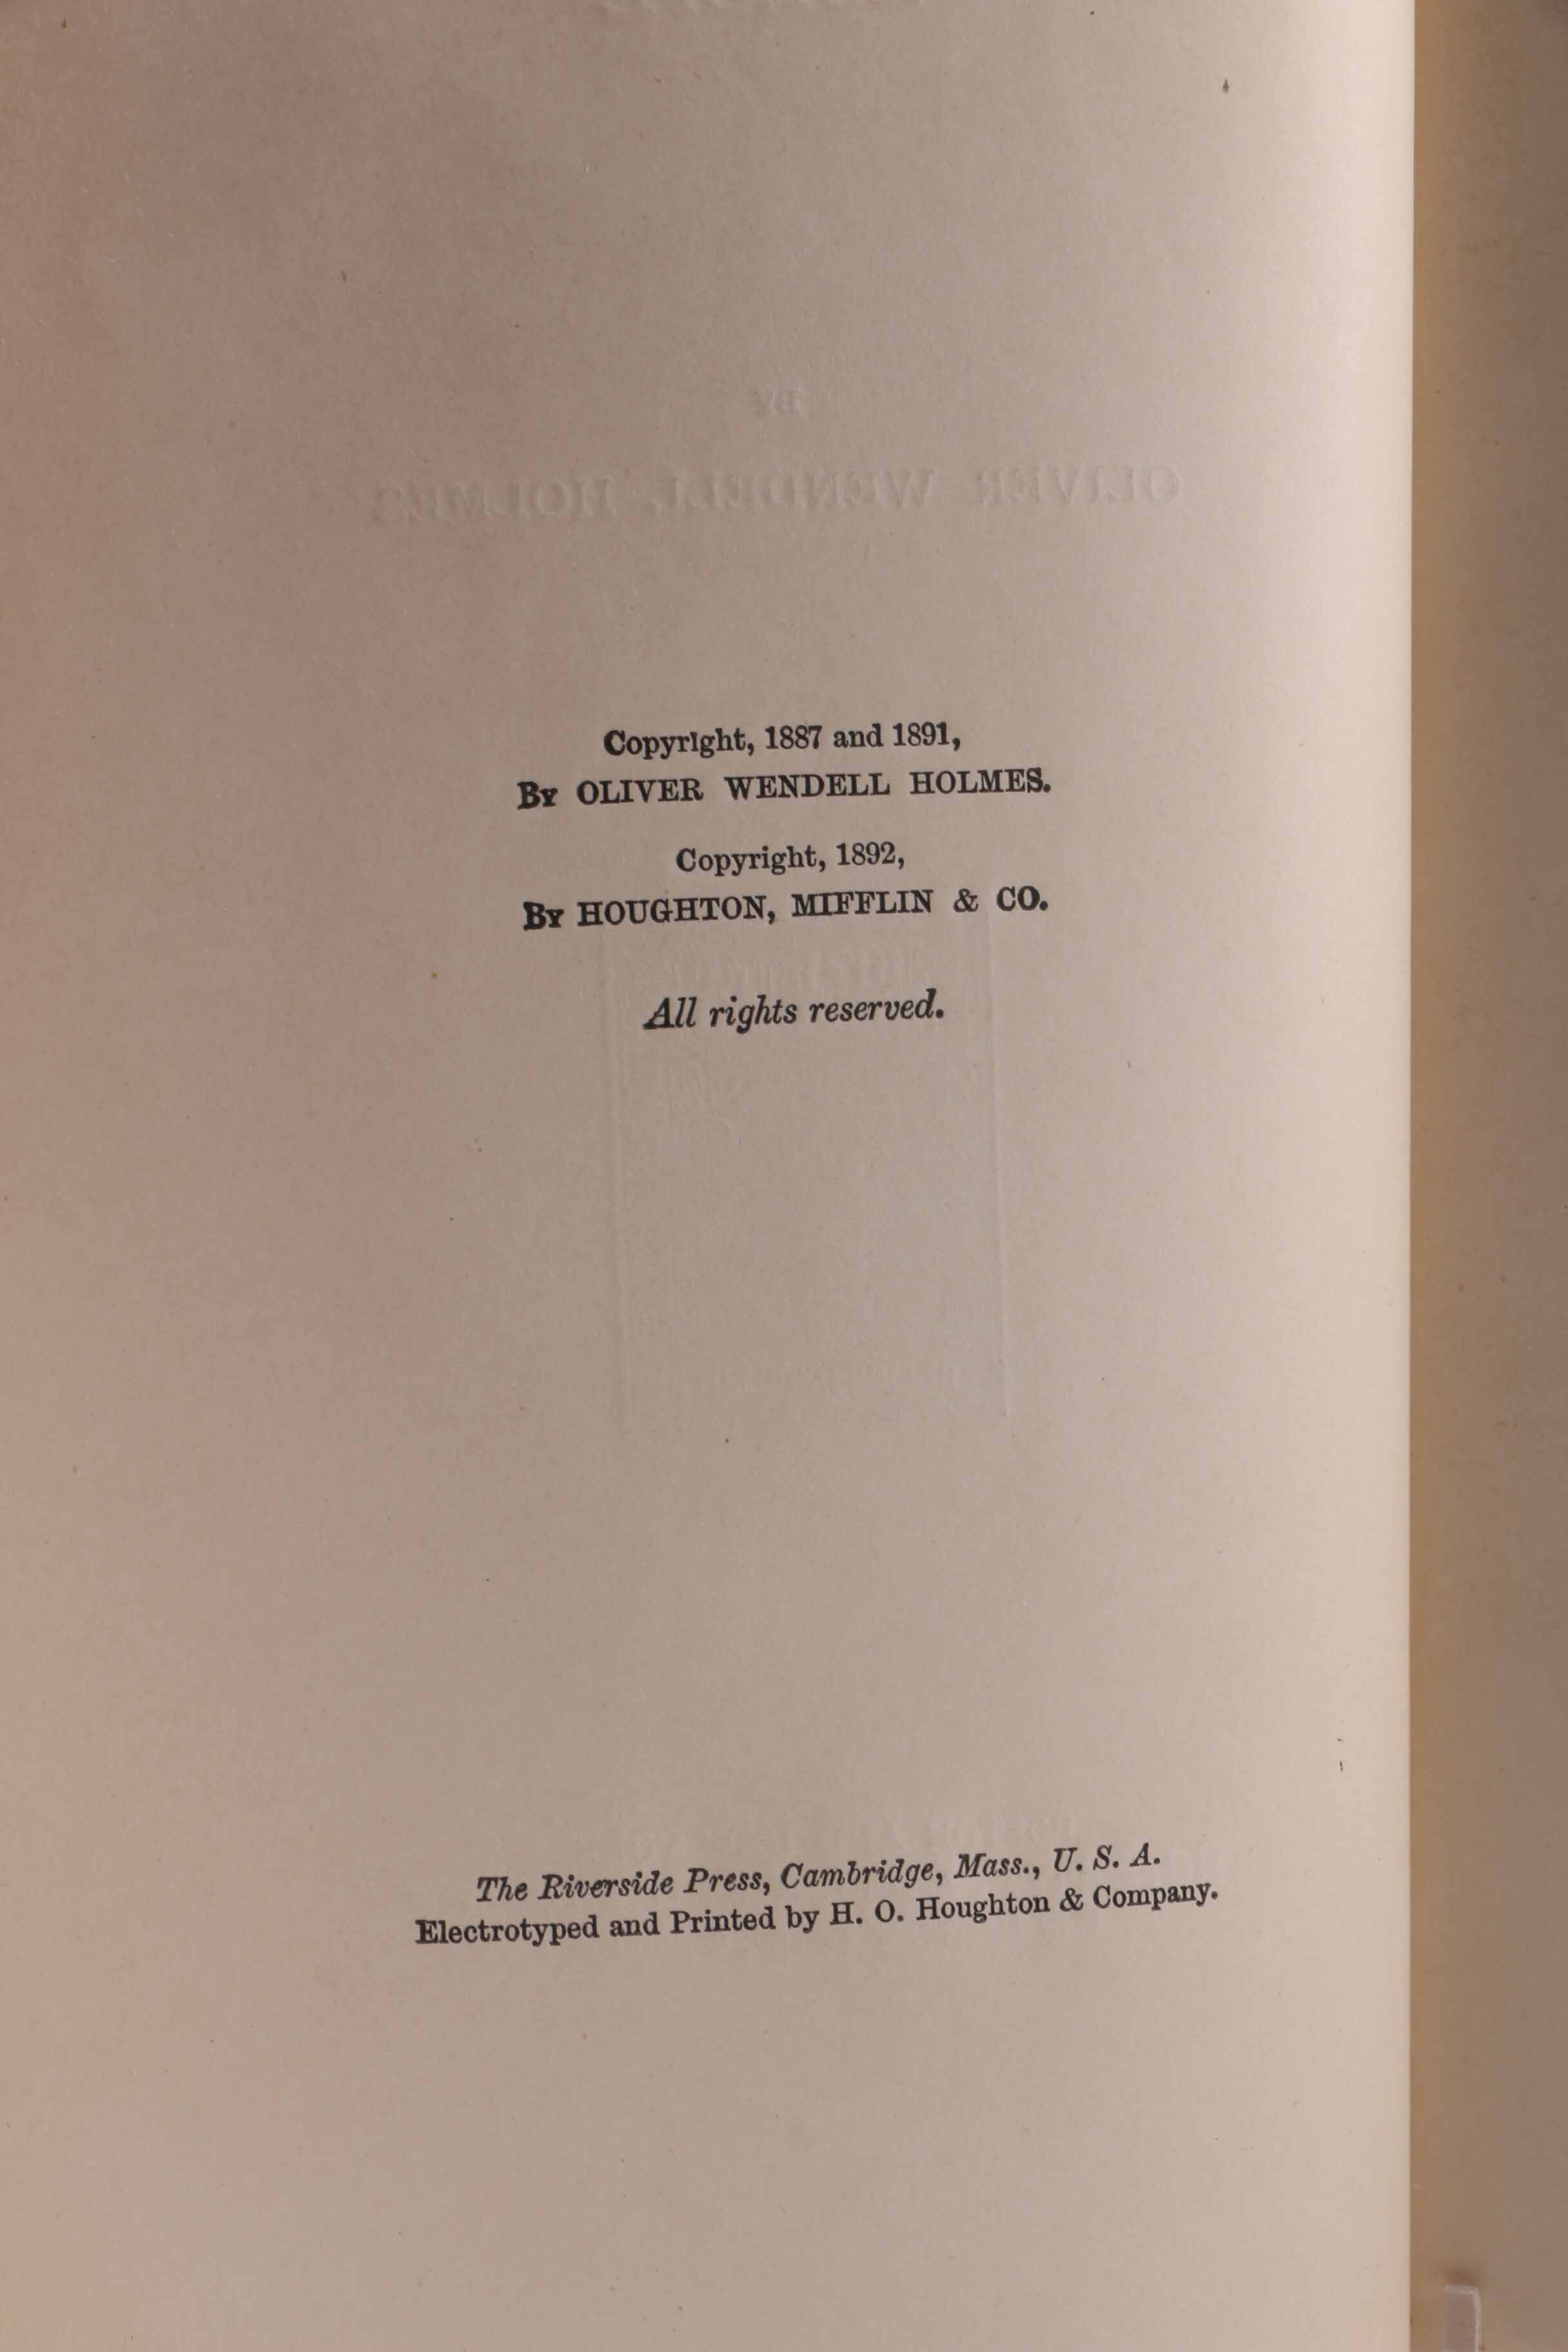 Copyright, 1887 and 1891,
By OLIVER WENDELL HOLMES.
Copyright, 1892,
By HOUGHTON, MIFFLIN & CO.
All rights reserved.
The Riverside Press, Cambridge, Mass., U. S. A.
Electrotyped and Printed by H. O. Houghton & Company.